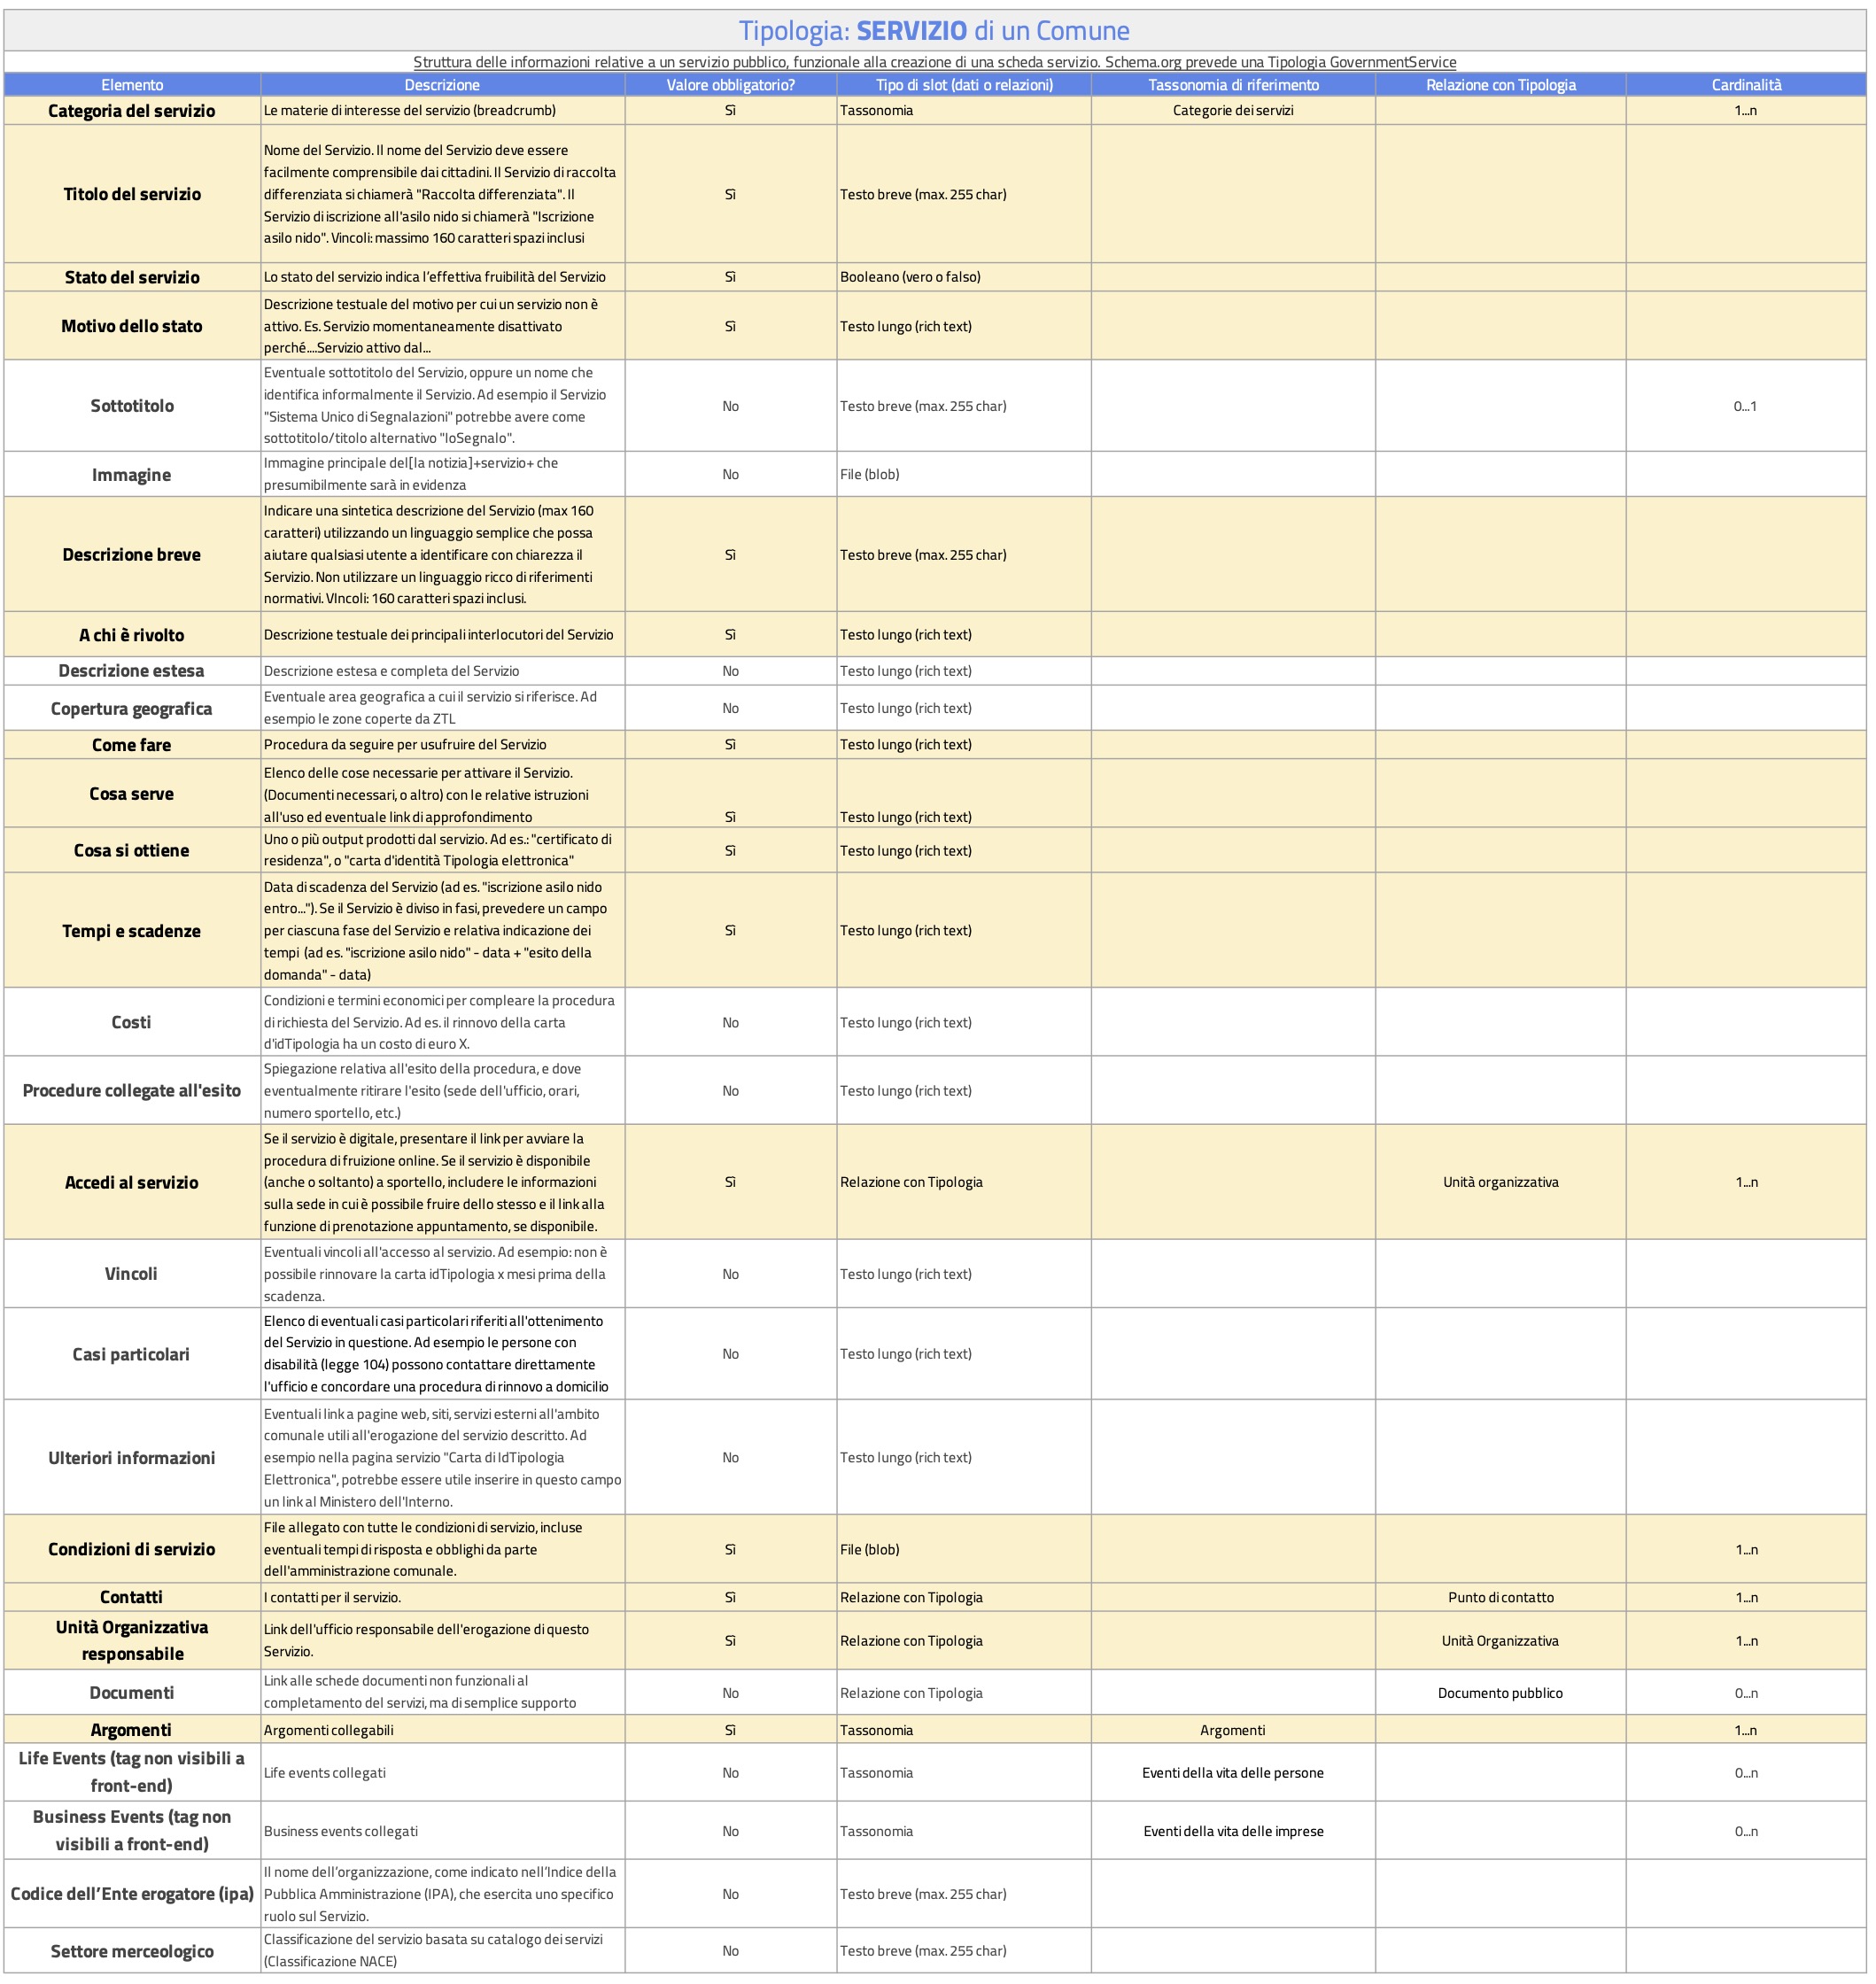 Tipologia: SERVIZIO di un Comune
Struttura delle informazioni relative a un servizio pubblico, funzionale alla creazione di una scheda servizio. Schema.org prevede una Tipologia GovernmentService
Elemento Descrizione Valore obbligatorio? Tipo di slot (dati o relazioni) Tassonomia di riferimento Relazione con Tipologia Cardinalità
Categoria del servizio Le materie di interesse del servizio (breadcrumb) Sì Tassonomia Categorie dei servizi 1...n
Titolo del servizio
Nome del Servizio. Il nome del Servizio deve essere
facilmente comprensibile dai cittadini. Il Servizio di raccolta
differenziata si chiamerà "Raccolta differenziata". Il
Servizio di iscrizione all'asilo nido si chiamerà "Iscrizione
asilo nido". Vincoli: massimo 160 caratteri spazi inclusi
Sì Testo breve (max. 255 char)
Stato del servizio Lo stato del servizio indica l’effettiva fruibilità del Servizio Sì Booleano (vero o falso)
Motivo dello stato
Descrizione testuale del motivo per cui un servizio non è
attivo. Es. Servizio momentaneamente disattivato
perché....Servizio attivo dal...
Sì Testo lungo (rich text)
Sottotitolo
Eventuale sottotitolo del Servizio, oppure un nome che
identifica informalmente il Servizio. Ad esempio il Servizio
"Sistema Unico di Segnalazioni" potrebbe avere come
sottotitolo/titolo alternativo "IoSegnalo".
No Testo breve (max. 255 char) 0...1
Immagine
Immagine principale del[la notizia]+servizio+ che
presumibilmente sarà in evidenza
No File (blob)
Descrizione breve
Indicare una sintetica descrizione del Servizio (max 160
caratteri) utilizzando un linguaggio semplice che possa
aiutare qualsiasi utente a identificare con chiarezza il
Servizio. Non utilizzare un linguaggio ricco di riferimenti
normativi. VIncoli: 160 caratteri spazi inclusi.
Sì Testo breve (max. 255 char)
A chi è rivolto Descrizione testuale dei principali interlocutori del Servizio Sì Testo lungo (rich text)
Descrizione estesa Descrizione estesa e completa del Servizio No Testo lungo (rich text)
Copertura geografica
Eventuale area geografica a cui il servizio si riferisce. Ad
esempio le zone coperte da ZTL
No Testo lungo (rich text)
Come fare Procedura da seguire per usufruire del Servizio Sì Testo lungo (rich text)
Cosa serve
Elenco delle cose necessarie per attivare il Servizio.
(Documenti necessari, o altro) con le relative istruzioni
all'uso ed eventuale link di approfondimento
Sì Testo lungo (rich text)
Cosa si ottiene
Uno o più output prodotti dal servizio. Ad es.: "certificato di
residenza", o "carta d'identità Tipologia elettronica"
Sì Testo lungo (rich text)
Tempi e scadenze
Data di scadenza del Servizio (ad es. "iscrizione asilo nido
entro..."). Se il Servizio è diviso in fasi, prevedere un campo
per ciascuna fase del Servizio e relativa indicazione dei
tempi (ad es. "iscrizione asilo nido" - data + "esito della
domanda" - data)
Sì Testo lungo (rich text)
Costi
Condizioni e termini economici per compleare la procedura
di richiesta del Servizio. Ad es. il rinnovo della carta
d'idTipologia ha un costo di euro X.
No Testo lungo (rich text)
Procedure collegate all'esito
Spiegazione relativa all'esito della procedura, e dove
eventualmente ritirare l'esito (sede dell'ufficio, orari,
numero sportello, etc.)
No Testo lungo (rich text)
Accedi al servizio
Se il servizio è digitale, presentare il link per avviare la
procedura di fruizione online. Se il servizio è disponibile
(anche o soltanto) a sportello, includere le informazioni
sulla sede in cui è possibile fruire dello stesso e il link alla
funzione di prenotazione appuntamento, se disponibile.
Sì Relazione con Tipologia Unità organizzativa 1...n
Vincoli
Eventuali vincoli all'accesso al servizio. Ad esempio: non è
possibile rinnovare la carta idTipologia x mesi prima della
scadenza.
No Testo lungo (rich text)
Casi particolari
Elenco di eventuali casi particolari riferiti all'ottenimento
del Servizio in questione. Ad esempio le persone con
disabilità (legge 104) possono contattare direttamente
l'ufficio e concordare una procedura di rinnovo a domicilio
No Testo lungo (rich text)
Ulteriori informazioni
Eventuali link a pagine web, siti, servizi esterni all'ambito
comunale utili all'erogazione del servizio descritto. Ad
esempio nella pagina servizio "Carta di IdTipologia
Elettronica", potrebbe essere utile inserire in questo campo
un link al Ministero dell'Interno.
No Testo lungo (rich text)
Condizioni di servizio
File allegato con tutte le condizioni di servizio, incluse
eventuali tempi di risposta e obblighi da parte
dell'amministrazione comunale.
Sì File (blob) 1...n
Contatti I contatti per il servizio. Sì Relazione con Tipologia Punto di contatto 1...n
Unità Organizzativa
responsabile
Link dell'ufficio responsabile dell'erogazione di questo
Servizio.
Sì Relazione con Tipologia Unità Organizzativa 1...n
Documenti
Link alle schede documenti non funzionali al
completamento del servizi, ma di semplice supporto
No Relazione con Tipologia Documento pubblico 0...n
Argomenti Argomenti collegabili Sì Tassonomia Argomenti 1...n
Life Events (tag non visibili a
front-end)
Life events collegati No Tassonomia Eventi della vita delle persone 0...n
Business Events (tag non
visibili a front-end)
Business events collegati No Tassonomia Eventi della vita delle imprese 0...n
Codice dell’Ente erogatore (ipa)
Il nome dell’organizzazione, come indicato nell’Indice della
Pubblica Amministrazione (IPA), che esercita uno specifico
ruolo sul Servizio.
No Testo breve (max. 255 char)
Settore merceologico
Classificazione del servizio basata su catalogo dei servizi
(Classificazione NACE)
No Testo breve (max. 255 char)